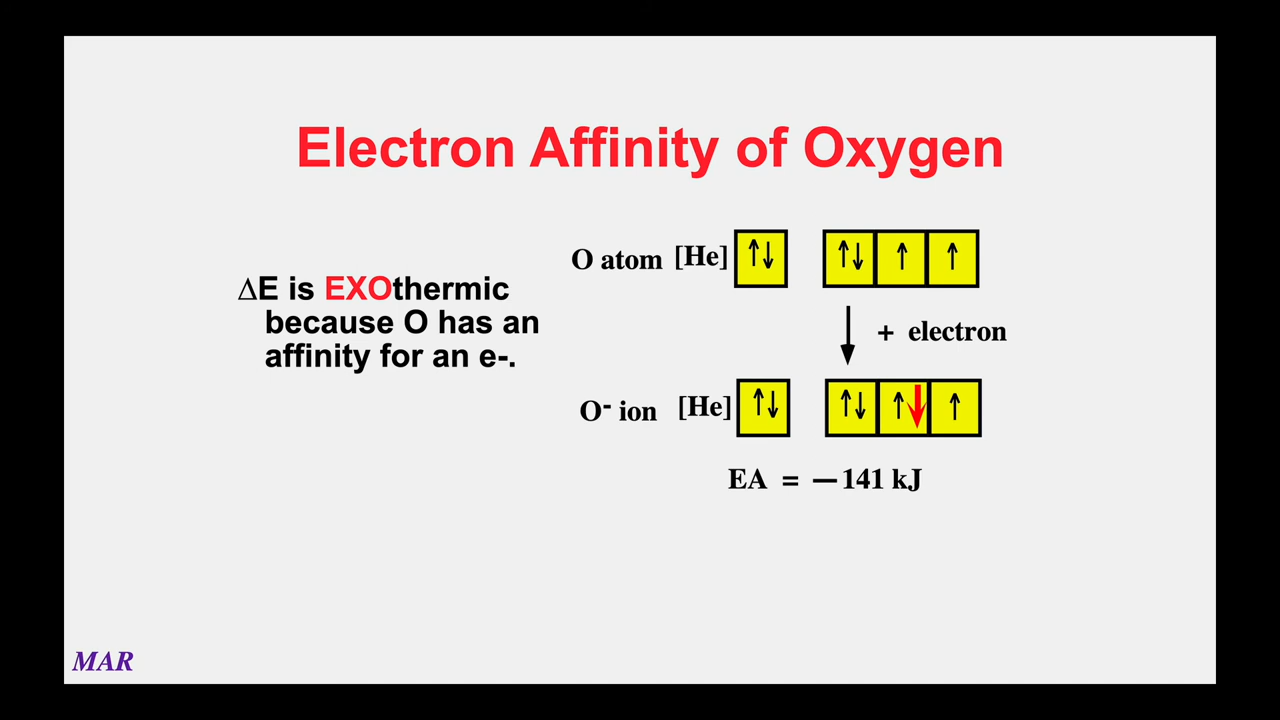 Electron Affinity of Oxygen
∆E is EXOthermic
because O has an
affinity for an e-.
O atom [He] ↑↓ ↑↓ ↑ ↑
+ electron
O⁻ ion [He] ↑↓ ↑↓ ↑↓ ↑
EA = —141 kJ
MAR